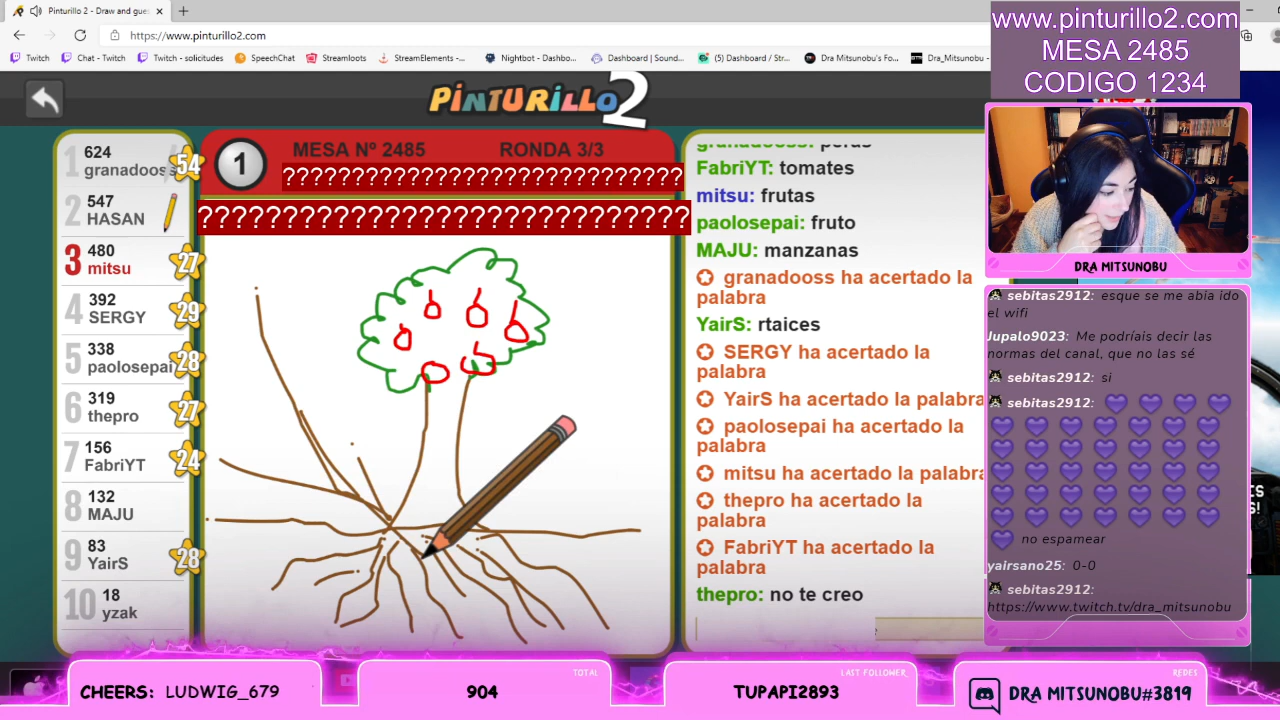 Pinturillo 2 - Draw and gues
https://www.pinturillo2.com
Twitch
Chat - Twitch
Twitch - solicitudes
SpeechChat
Streamloots
StreamElements -...
Nightbot - Dashbo...
Dashboard | Sound...
(5) Dashboard / Str...
Dra Mitsunobu's Fo...
Dra_Mitsunobu -
www.pinturillo2.com
MESA 2485
CODIGO 1234
PINTURILLO 2
1 624 granadooss 54
2 547 HASAN
3 480 mitsu 27
4 392 SERGY 29
5 338 paolosepai 28
6 319 thepro 27
7 156 FabriYT 24
8 132 MAJU
9 83 YairS 28
10 18 yzak
1
MESA Nº 2485 RONDA 3/3
?????????????????????????????
?????????????????????????????
granadooss: peras
FabriYT: tomates
mitsu: frutas
paolosepai: fruto
MAJU: manzanas
granadooss ha acertado la
palabra
YairS: rtaices
SERGY ha acertado la
palabra
YairS ha acertado la palabra
paolosepai ha acertado la
palabra
mitsu ha acertado la palabra
thepro ha acertado la
palabra
FabriYT ha acertado la
palabra
thepro: no te creo
DRA MITSUNOBU
sebitas2912: esque se me abia ido
el wifi
Jupalo9023: Me podríais decir las
normas del canal, que no las sé
sebitas2912: si
sebitas2912:
no espamear
yairsano25: 0-0
sebitas2912:
https://www.twitch.tv/dra_mitsunobu
CHEERS: LUDWIG_679
TOTAL
904
LAST FOLLOWER
TUPAPI2893
REDES
DRA MITSUNOBU#3819